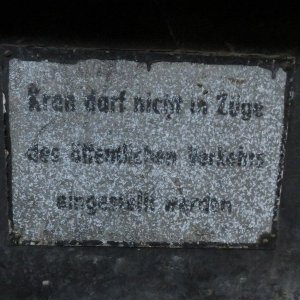 Kran darf nicht in Züge
des öffentlichen Verkehrs
eingestellt werden